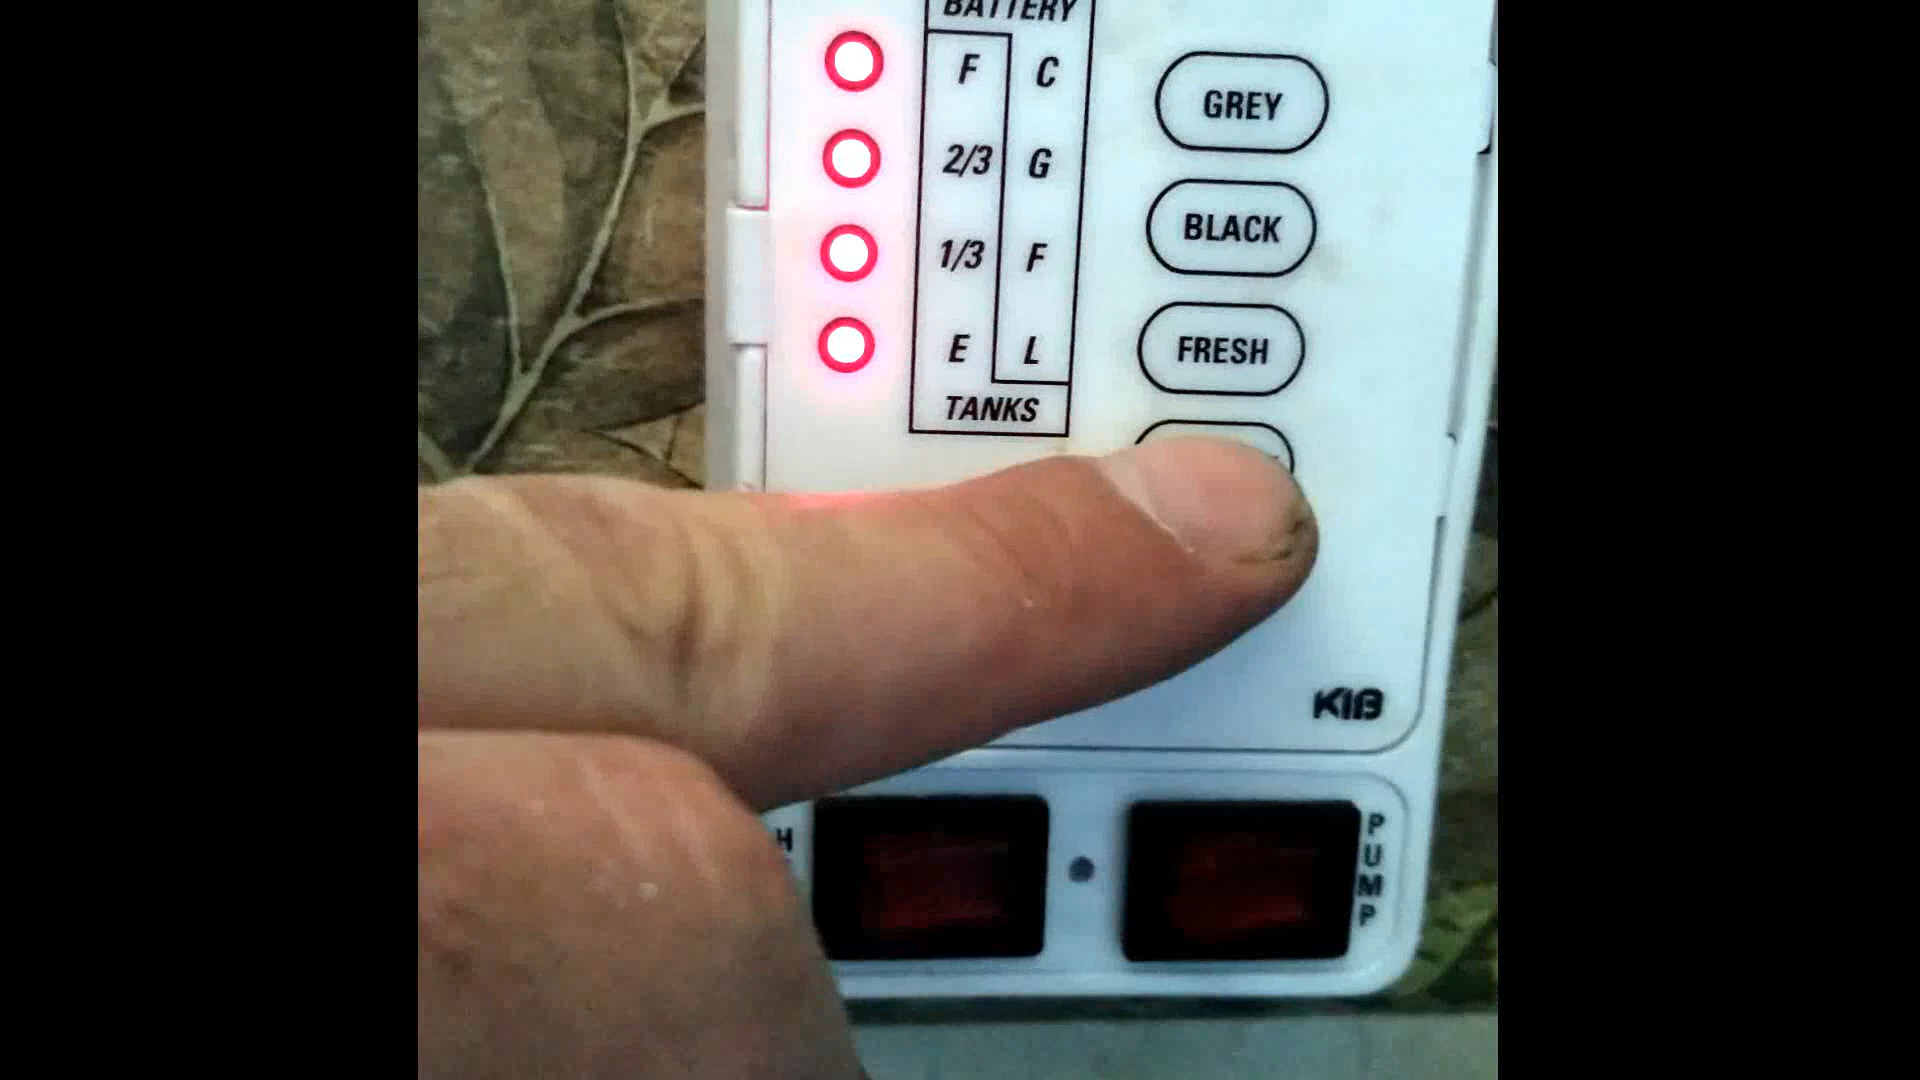 BATTERY
F C
2/3 G
1/3 F
E L
TANKS
GREY
BLACK
FRESH
KIB
H
PUMP